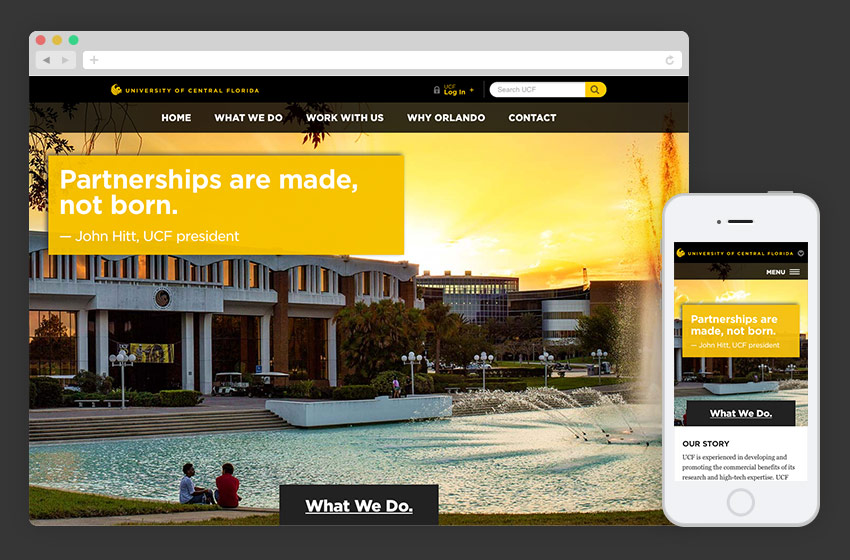 UNIVERSITY OF CENTRAL FLORIDA
UCF
Log In +
Search UCF
HOME WHAT WE DO WORK WITH US WHY ORLANDO CONTACT
Partnerships are made,
not born.
— John Hitt, UCF president
What We Do.
UNIVERSITY OF CENTRAL FLORIDA
MENU
Partnerships are
made, not born.
— John Hitt, UCF president
What We Do.
OUR STORY
UCF is experienced in developing and
promoting the commercial benefits of its
research and high-tech expertise. UCF